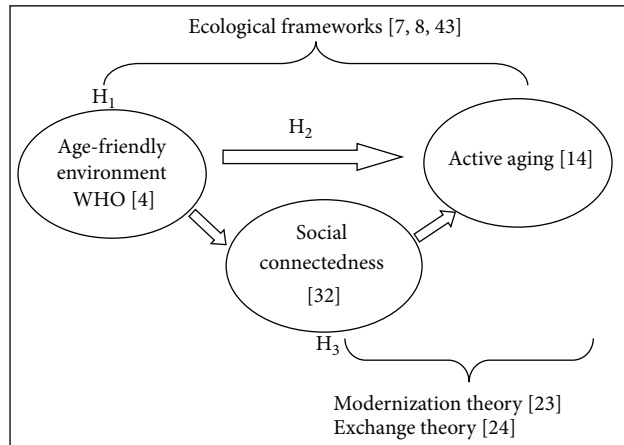 Ecological frameworks [7, 8, 43]
H1
H2
Age-friendly
environment
WHO [4]
Active aging [14]
Social
connectedness
[32]
H3
Modernization theory [23]
Exchange theory [24]